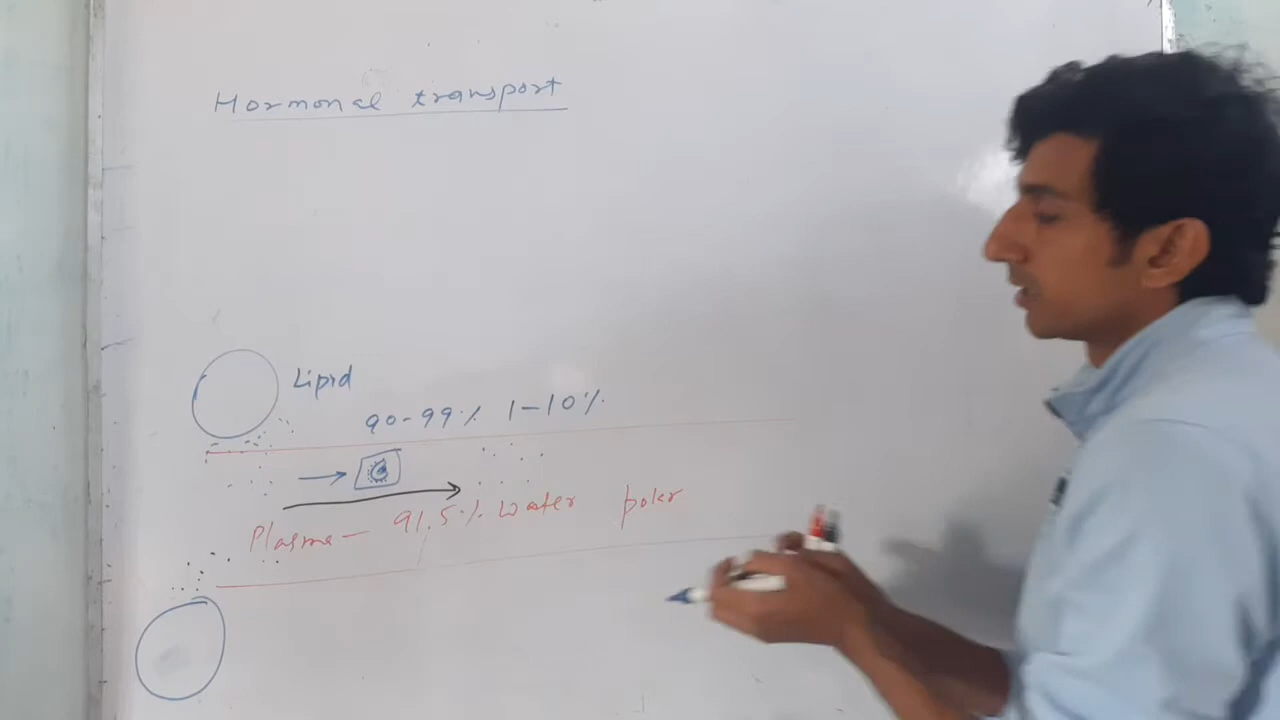 Hormonal transport
Lipid
90-99% 1-10%
Plasma- 91.5% water polar